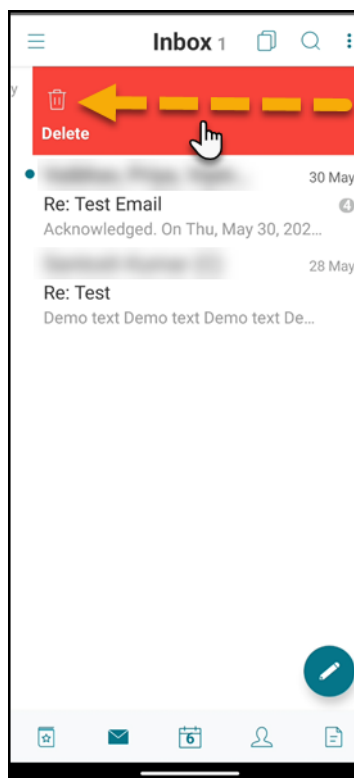 Inbox 1
y
Delete
30 May
Re: Test Email
4
Acknowledged. On Thu, May 30, 202...
28 May
Re: Test
Demo text Demo text Demo text De...
6